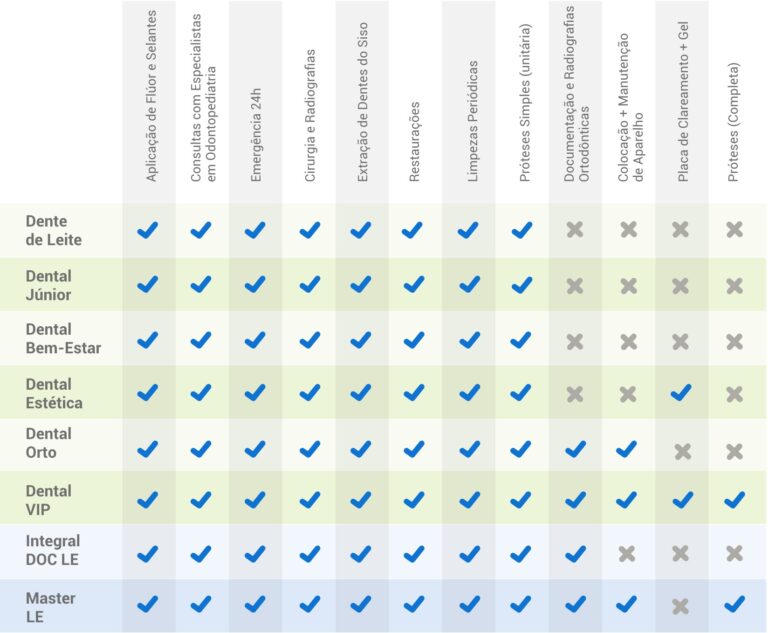 Aplicação de Flúor e Selantes
Consultas com Especialistas
em Odontopediatria
Emergência 24h
Cirurgia e Radiografias
Extração de Dentes do Siso
Restaurações
Limpezas Periódicas
Próteses Simples (unitária)
Documentação e Radiografias
Ortodônticas
Colocação + Manutenção
de Aparelho
Placa de Clareamento + Gel
Próteses (Completa)
Dente
de Leite
Dental
Júnior
Dental
Bem-Estar
Dental
Estética
Dental
Orto
Dental
VIP
Integral
DOC LE
Master
LE